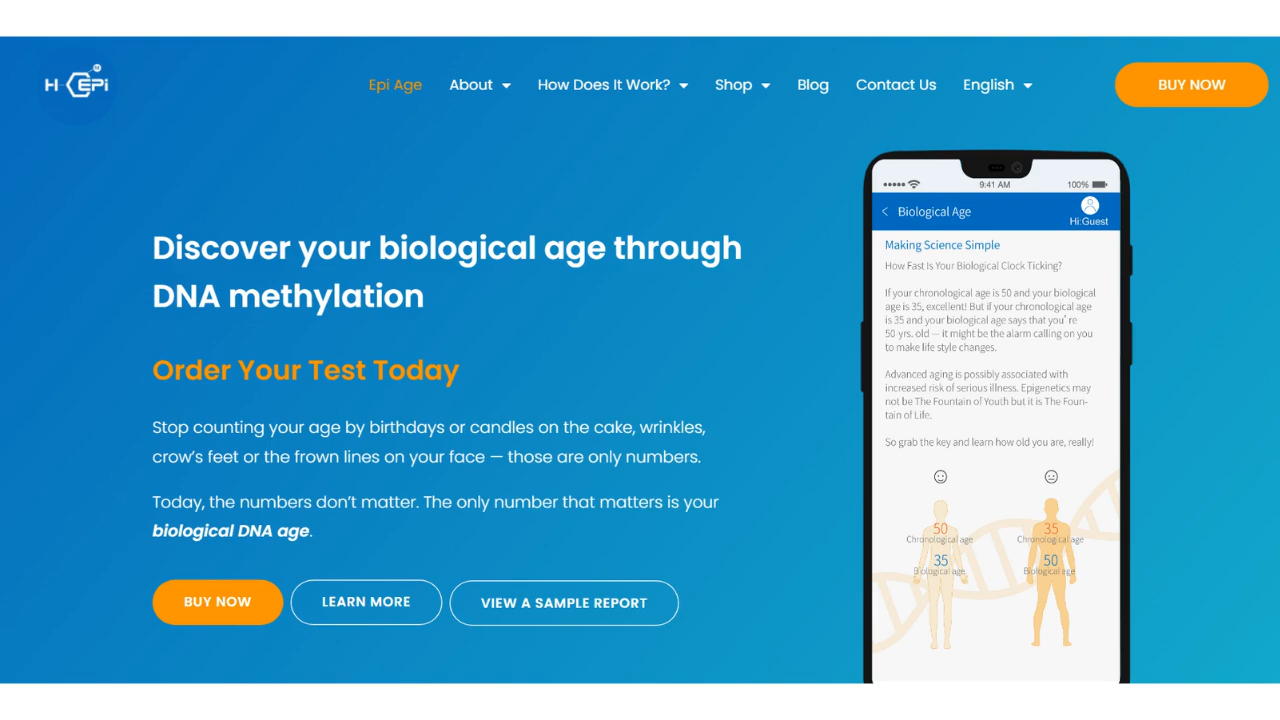 H EPi M
Epi Age About How Does It Work? Shop Blog Contact Us English BUY NOW
Discover your biological age through
DNA methylation
Order Your Test Today
Stop counting your age by birthdays or candles on the cake, wrinkles,
crow's feet or the frown lines on your face — those are only numbers.
Today, the numbers don't matter. The only number that matters is your
biological DNA age.
BUY NOW LEARN MORE VIEW A SAMPLE REPORT
9:41 AM 100%
< Biological Age
Hi:Guest
Making Science Simple
How Fast Is Your Biological Clock Ticking?
If your chronological age is 50 and your biological
age is 35, excellent! But if your chronological age
is 35 and your biological age says that you're
50 yrs. old — it might be the alarm calling on you
to make life style changes.
Advanced aging is possibly associated with
increased risk of serious illness. Epigenetics may
not be The Fountain of Youth but it is The Foun-
tain of Life.
So grab the key and learn how old you are, really!
50 35
Chronological age Chronological age
35 50
Biological age Biological age